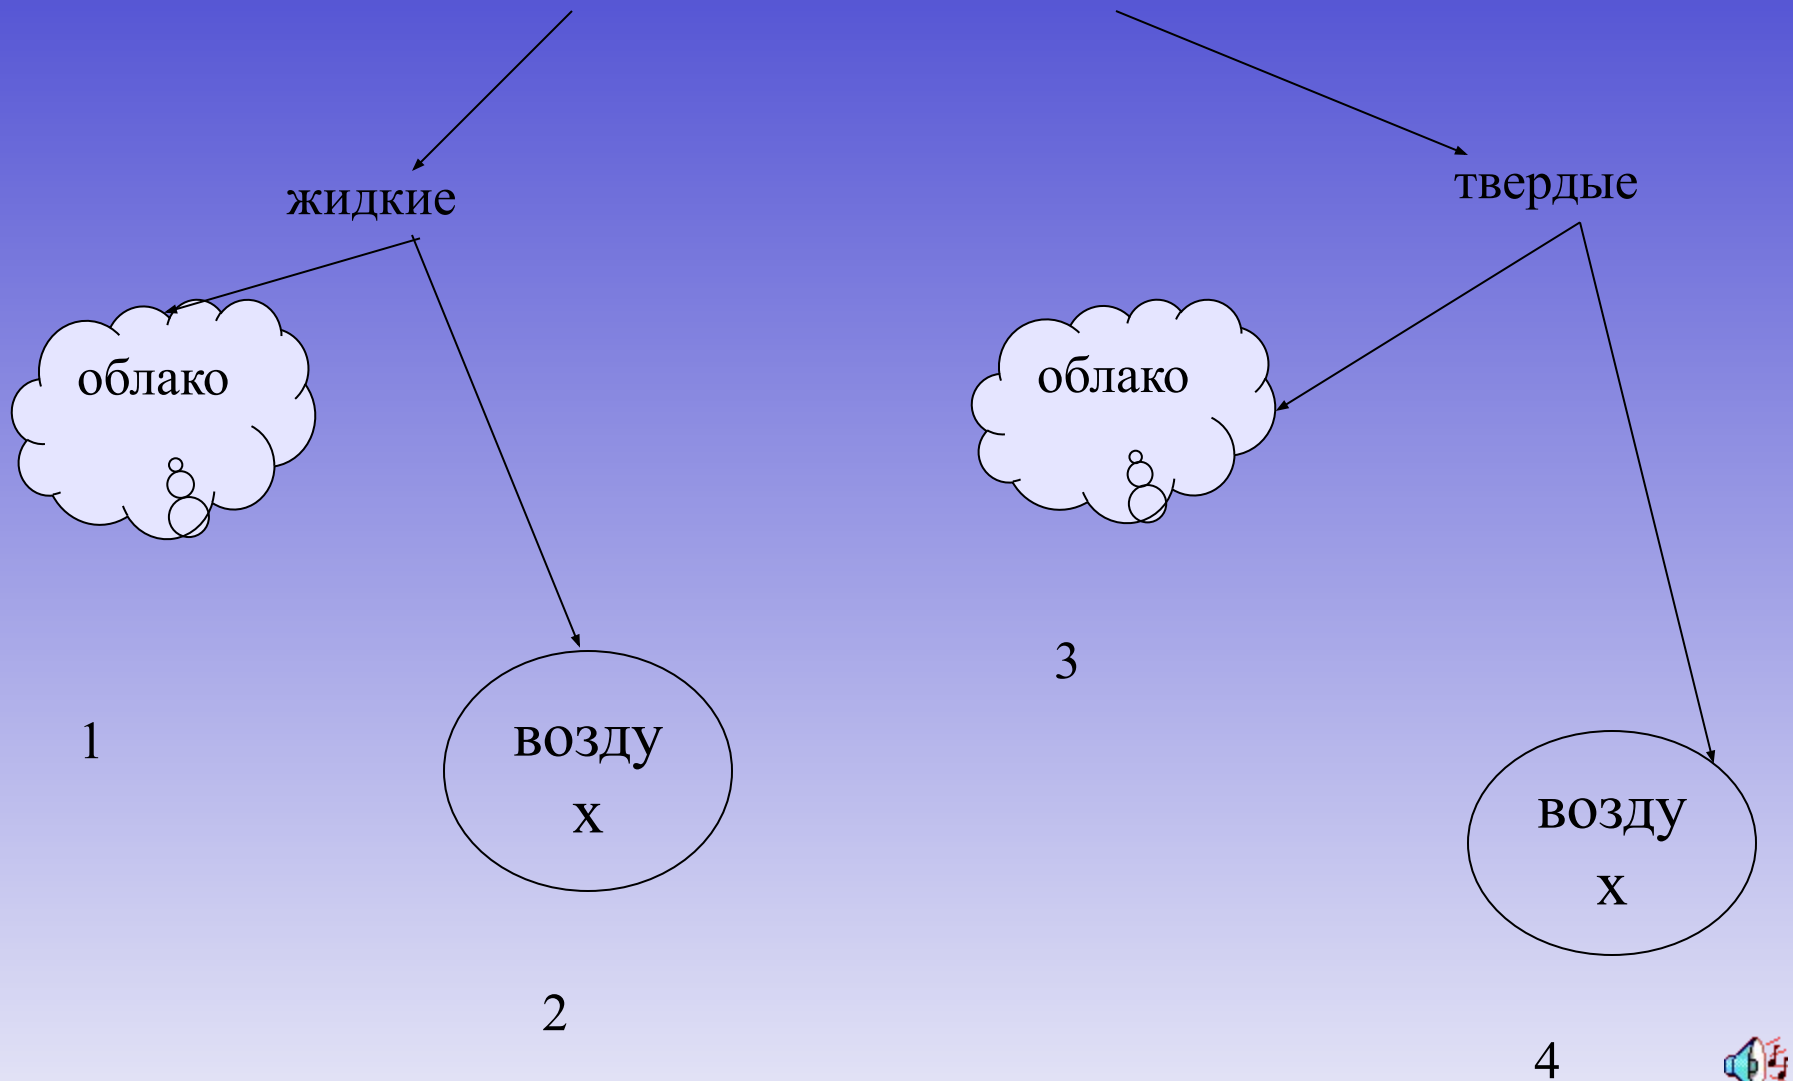 жидкие
твердые
облако
облако
3
1
возду
х
возду
х
2
4